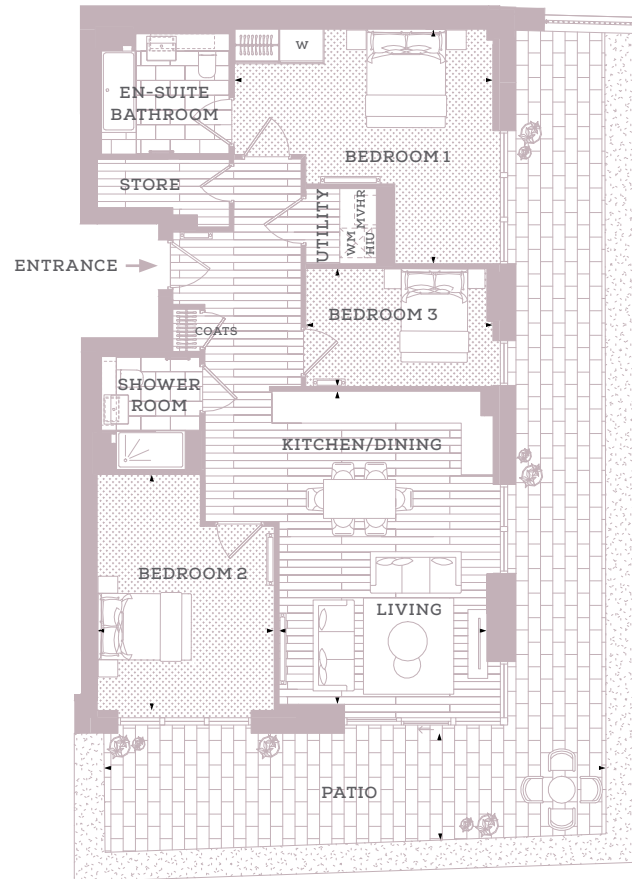 W
EN-SUITE
BATHROOM
BEDROOM 1
STORE
UTILITY
WM
MVHR
HIU
ENTRANCE
BEDROOM 3
COATS
SHOWER
ROOM
KITCHEN/DINING
BEDROOM 2
LIVING
PATIO